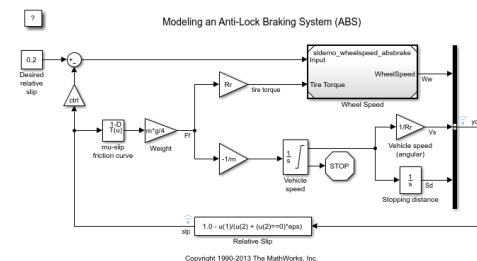 ?
Modeling an Anti-Lock Braking System (ABS)
0.2
Desired
relative
slip
+
-
ctrl
1-D
T(u)
mu-slip
friction curve
m*g/4
Weight
Ff
Rr
tire torque
sldemo_wheelspeed_absbrake
Input
Tire Torque
WheelSpeed
Wheel Speed
Ww
-1/m
1
s
Vehicle
speed
STOP
1/Rr
Vs
Vehicle speed
(angular)
1
s
Sd
Stopping distance
yo
slp
1.0 - u(1)/(u(2) + (u(2)==0)*eps)
Relative Slip
Copyright 1990-2013 The MathWorks, Inc.